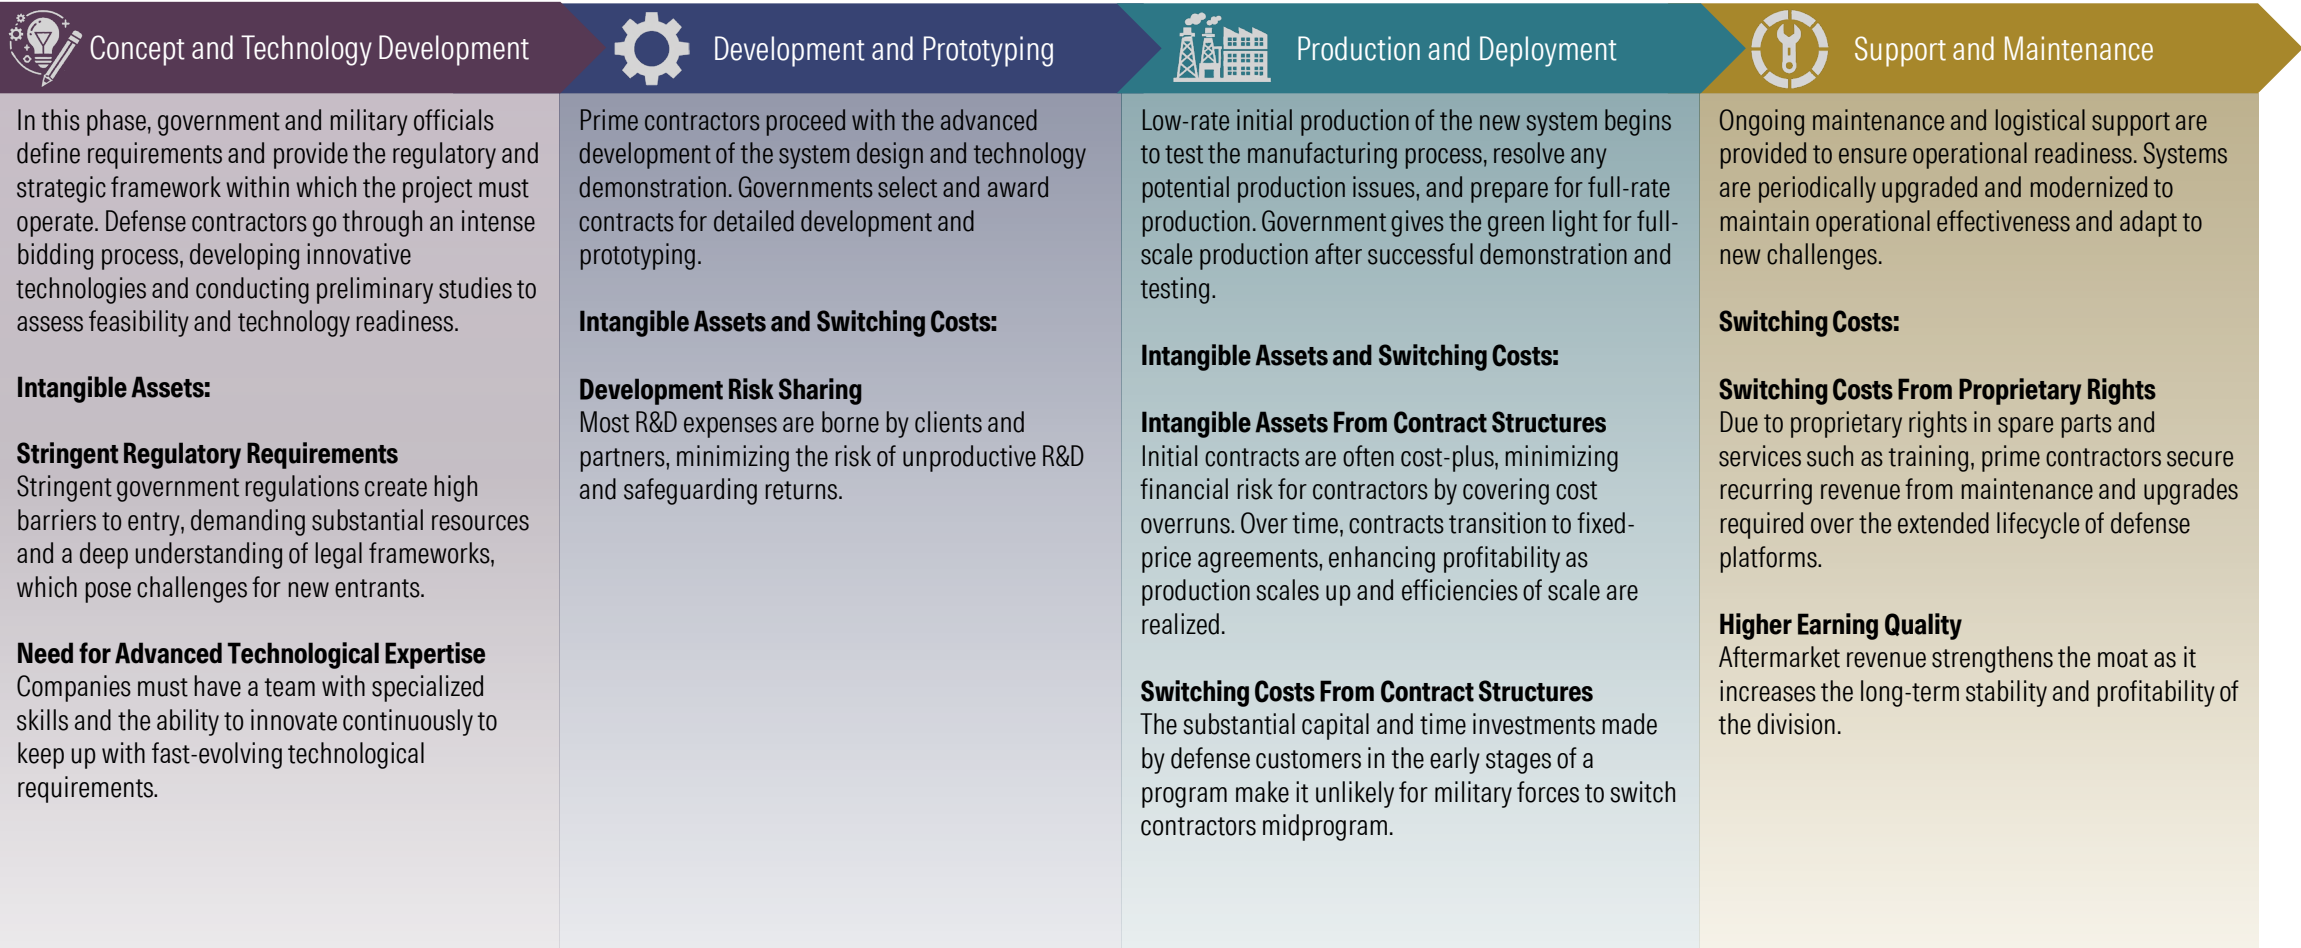 Concept and Technology Development
In this phase, government and military officials
define requirements and provide the regulatory and
strategic framework within which the project must
operate. Defense contractors go through an intense
bidding process, developing innovative
technologies and conducting preliminary studies to
assess feasibility and technology readiness.
Intangible Assets:
Stringent Regulatory Requirements
Stringent government regulations create high
barriers to entry, demanding substantial resources
and a deep understanding of legal frameworks,
which pose challenges for new entrants.
Need for Advanced Technological Expertise
Companies must have a team with specialized
skills and the ability to innovate continuously to
keep up with fast-evolving technological
requirements.
Development and Prototyping
Prime contractors proceed with the advanced
development of the system design and technology
demonstration. Governments select and award
contracts for detailed development and
prototyping.
Intangible Assets and Switching Costs:
Development Risk Sharing
Most R&D expenses are borne by clients and
partners, minimizing the risk of unproductive R&D
and safeguarding returns.
Production and Deployment
Low-rate initial production of the new system begins
to test the manufacturing process, resolve any
potential production issues, and prepare for full-rate
production. Government gives the green light for full-
scale production after successful demonstration and
testing.
Intangible Assets and Switching Costs:
Intangible Assets From Contract Structures
Initial contracts are often cost-plus, minimizing
financial risk for contractors by covering cost
overruns. Over time, contracts transition to fixed-
price agreements, enhancing profitability as
production scales up and efficiencies of scale are
realized.
Switching Costs From Contract Structures
The substantial capital and time investments made
by defense customers in the early stages of a
program make it unlikely for military forces to switch
contractors midprogram.
Support and Maintenance
Ongoing maintenance and logistical support are
provided to ensure operational readiness. Systems
are periodically upgraded and modernized to
maintain operational effectiveness and adapt to
new challenges.
Switching Costs:
Switching Costs From Proprietary Rights
Due to proprietary rights in spare parts and
services such as training, prime contractors secure
recurring revenue from maintenance and upgrades
required over the extended lifecycle of defense
platforms.
Higher Earning Quality
Aftermarket revenue strengthens the moat as it
increases the long-term stability and profitability of
the division.